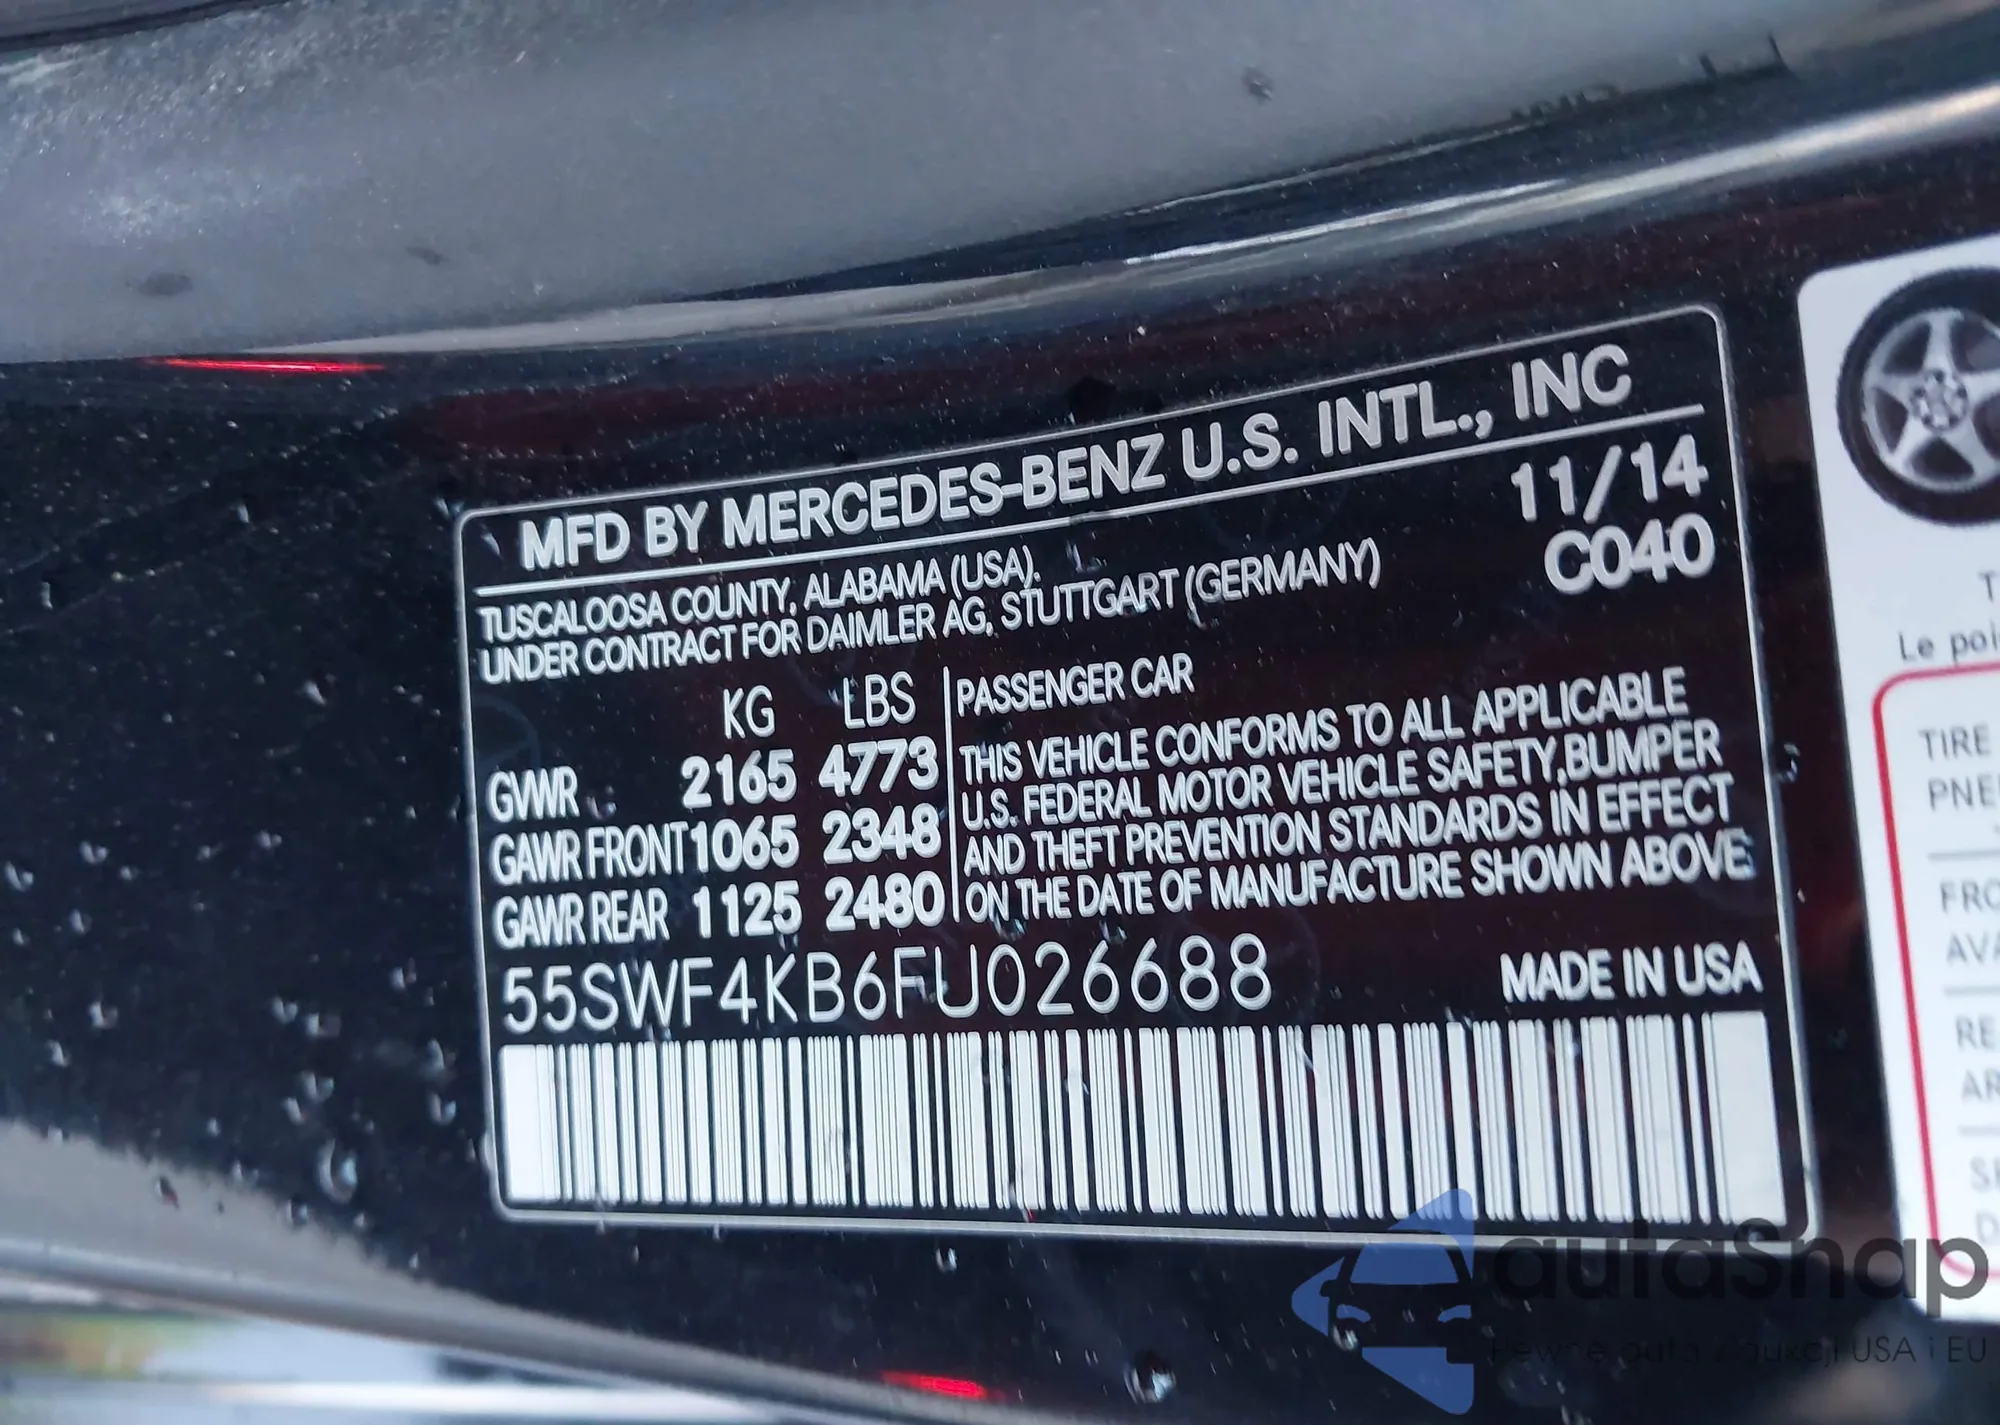 MFD BY MERCEDES-BENZ U.S. INTL., INC
TUSCALOOSA COUNTY, ALABAMA (USA).
UNDER CONTRACT FOR DAIMLER AG, STUTTGART (GERMANY)
11/14
C040
KG LBS
GVWR 2165 4773
GAWR FRONT 1065 2348
GAWR REAR 1125 2480
PASSENGER CAR
THIS VEHICLE CONFORMS TO ALL APPLICABLE
U.S. FEDERAL MOTOR VEHICLE SAFETY, BUMPER
AND THEFT PREVENTION STANDARDS IN EFFECT
ON THE DATE OF MANUFACTURE SHOWN ABOVE.
55SWF4KB6FU026688
MADE IN USA
Le
TIRE
autaSnap
USA i EU